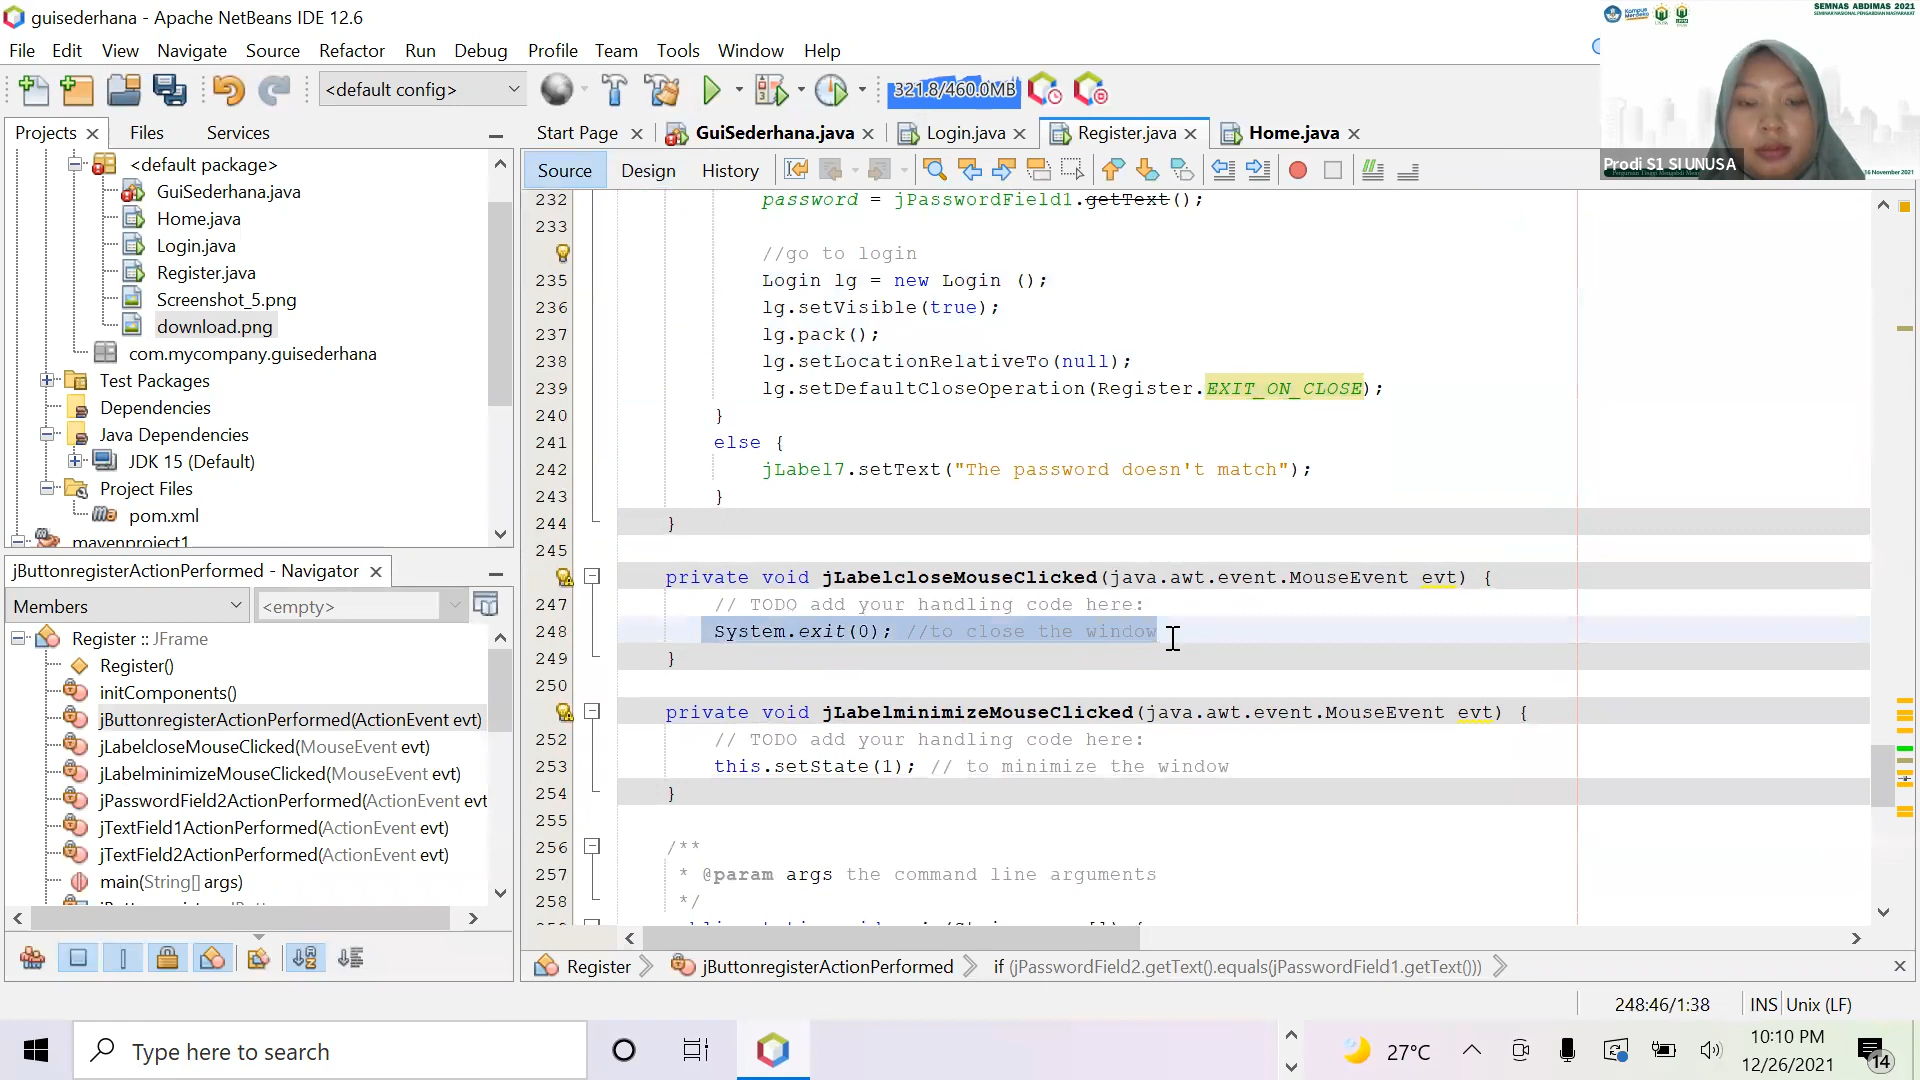 guisederhana - Apache NetBeans IDE 12.6
File Edit View Navigate Source Refactor Run Debug Profile Team Tools Window Help
<default config>
321.8/460.0MB
SEMNAS ABDIMAS 2021
Prodi S1 SI UNUSA
16 November 2021
Projects Files Services
<default package>
GuiSederhana.java
Home.java
Login.java
Register.java
Screenshot_5.png
download.png
com.mycompany.guisederhana
Test Packages
Dependencies
Java Dependencies
JDK 15 (Default)
Project Files
pom.xml
mavenproject1
jButtonregisterActionPerformed - Navigator
Members
<empty>
Register :: JFrame
Register()
initComponents()
jButtonregisterActionPerformed(ActionEvent evt)
jLabelcloseMouseClicked(MouseEvent evt)
jLabelminimizeMouseClicked(MouseEvent evt)
jPasswordField2ActionPerformed(ActionEvent evt
jTextField1ActionPerformed(ActionEvent evt)
jTextField2ActionPerformed(ActionEvent evt)
main(String[] args)
Start Page GuiSederhana.java Login.java Register.java Home.java
Source Design History
232 password = jPasswordField1.getText();
233
//go to login
235 Login lg = new Login ();
236 lg.setVisible(true);
237 lg.pack();
238 lg.setLocationRelativeTo(null);
239 lg.setDefaultCloseOperation(Register.EXIT_ON_CLOSE);
240 }
241 else {
242 jLabel7.setText("The password doesn't match");
243 }
244 }
245
private void jLabelcloseMouseClicked(java.awt.event.MouseEvent evt) {
247 // TODO add your handling code here:
248 System.exit(0); //to close the window
249 }
250
private void jLabelminimizeMouseClicked(java.awt.event.MouseEvent evt) {
252 // TODO add your handling code here:
253 this.setState(1); // to minimize the window
254 }
255
256 /**
257 * @param args the command line arguments
258 */
Register jButtonregisterActionPerformed if (jPasswordField2.getText().equals(jPasswordField1.getText()))
248:46/1:38 INS Unix (LF)
Type here to search
27°C
10:10 PM
12/26/2021
14